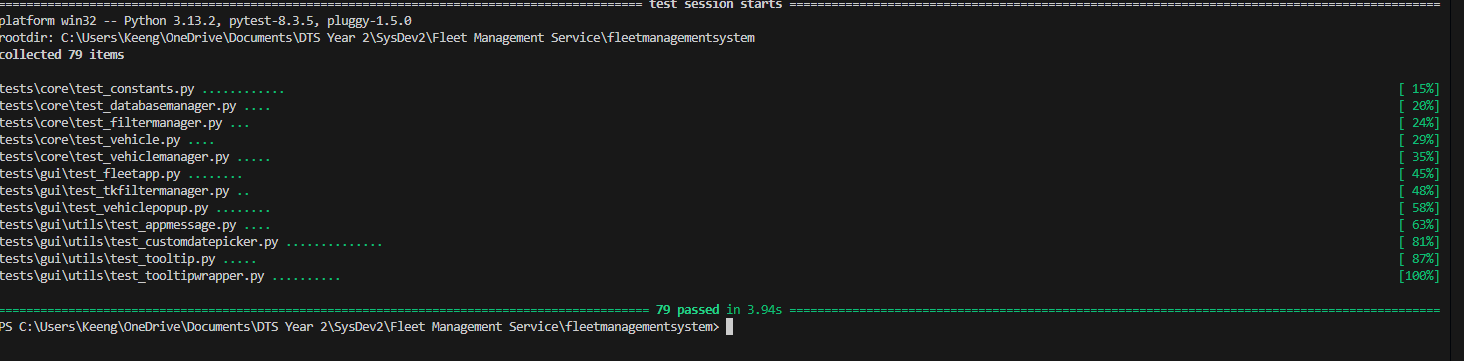 ============ test session starts ============
platform win32 -- Python 3.13.2, pytest-8.3.5, pluggy-1.5.0
rootdir: C:\Users\Keeng\OneDrive\Documents\DTS Year 2\SysDev2\Fleet Management Service\fleetmanagementsystem
collected 79 items
tests\core\test_constants.py ............ [ 15%]
tests\core\test_databasemanager.py .... [ 20%]
tests\core\test_filtermanager.py ... [ 24%]
tests\core\test_vehicle.py .... [ 29%]
tests\core\test_vehiclemanager.py ..... [ 35%]
tests\gui\test_fleetapp.py ........ [ 45%]
tests\gui\test_tkfiltermanager.py .. [ 48%]
tests\gui\test_vehiclepopup.py ........ [ 58%]
tests\gui\utils\test_appmessage.py .... [ 63%]
tests\gui\utils\test_customdatepicker.py .............. [ 81%]
tests\gui\utils\test_tooltip.py ..... [ 87%]
tests\gui\utils\test_tooltipwrapper.py .......... [100%]
============ 79 passed in 3.94s ============
PS C:\Users\Keeng\OneDrive\Documents\DTS Year 2\SysDev2\Fleet Management Service\fleetmanagementsystem>